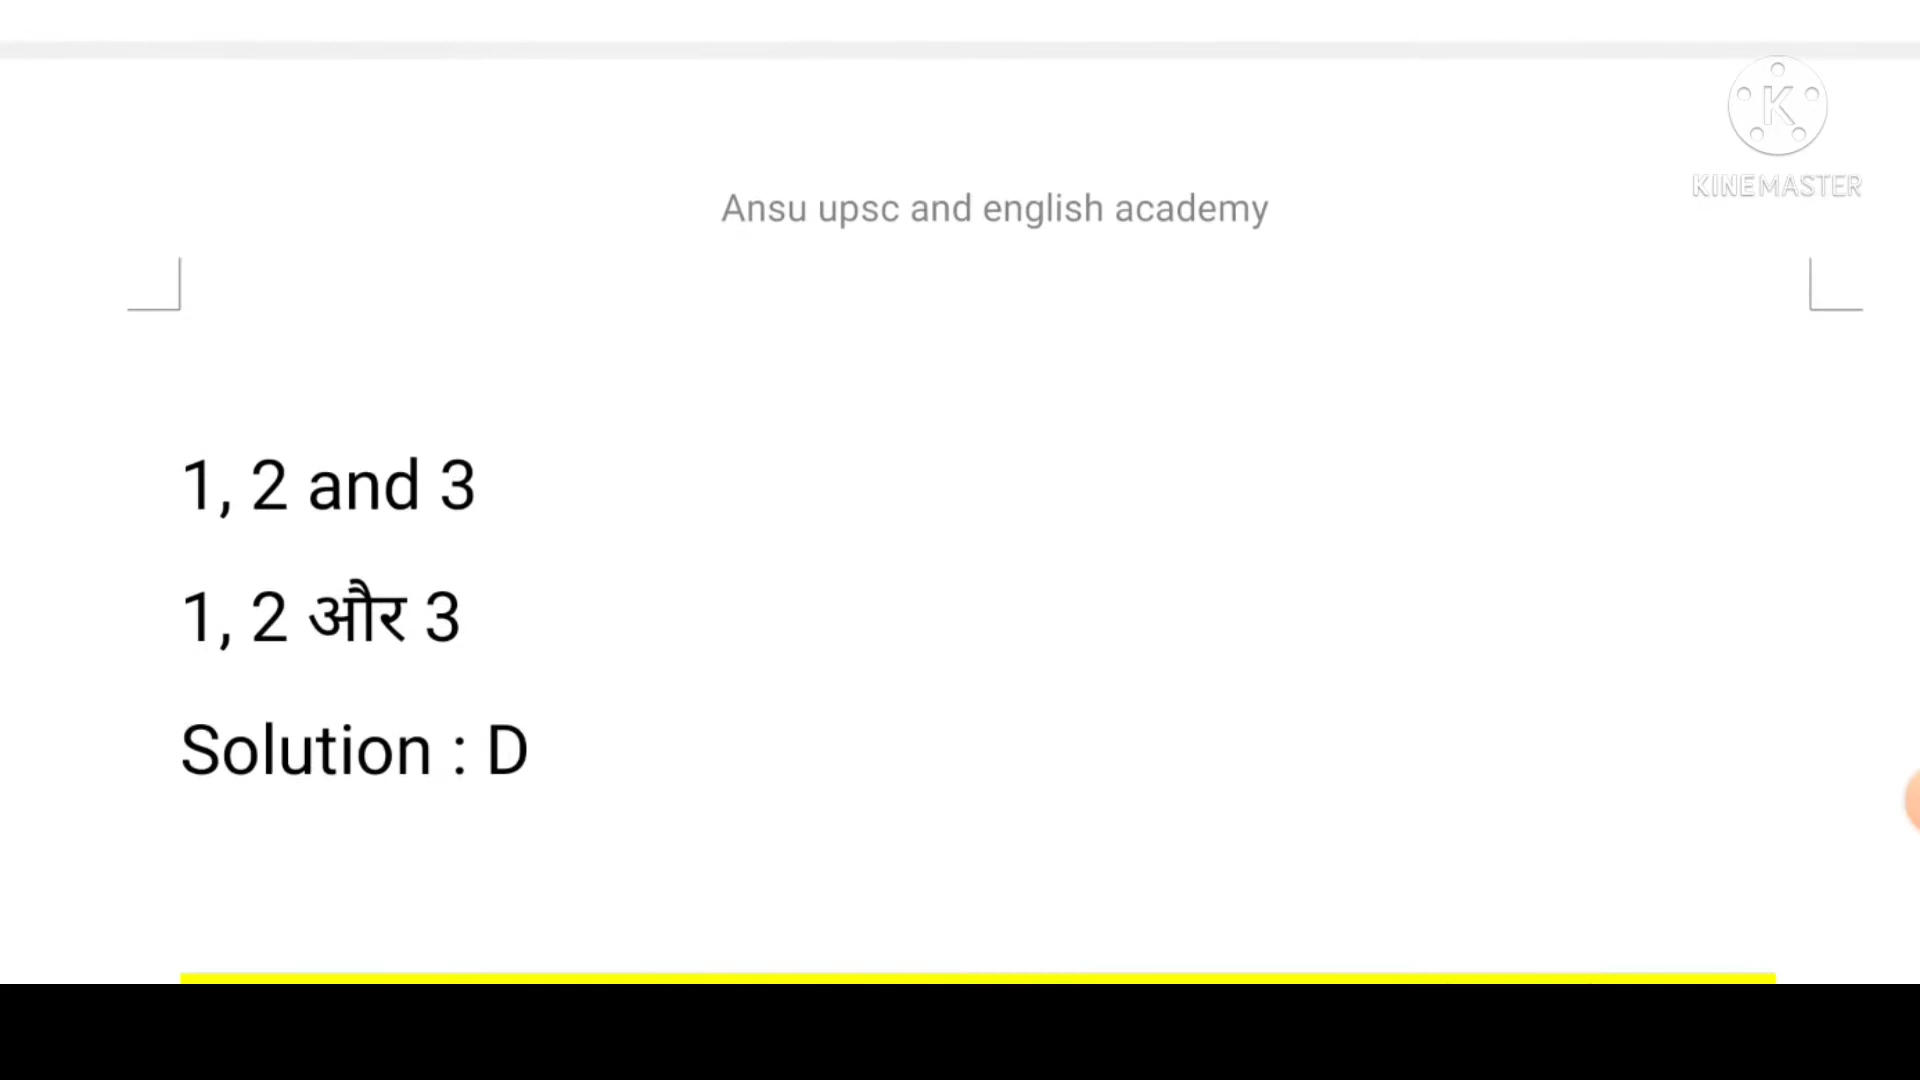 K
KINEMASTER
Ansu upsc and english academy
1, 2 and 3
1, 2 और 3
Solution : D